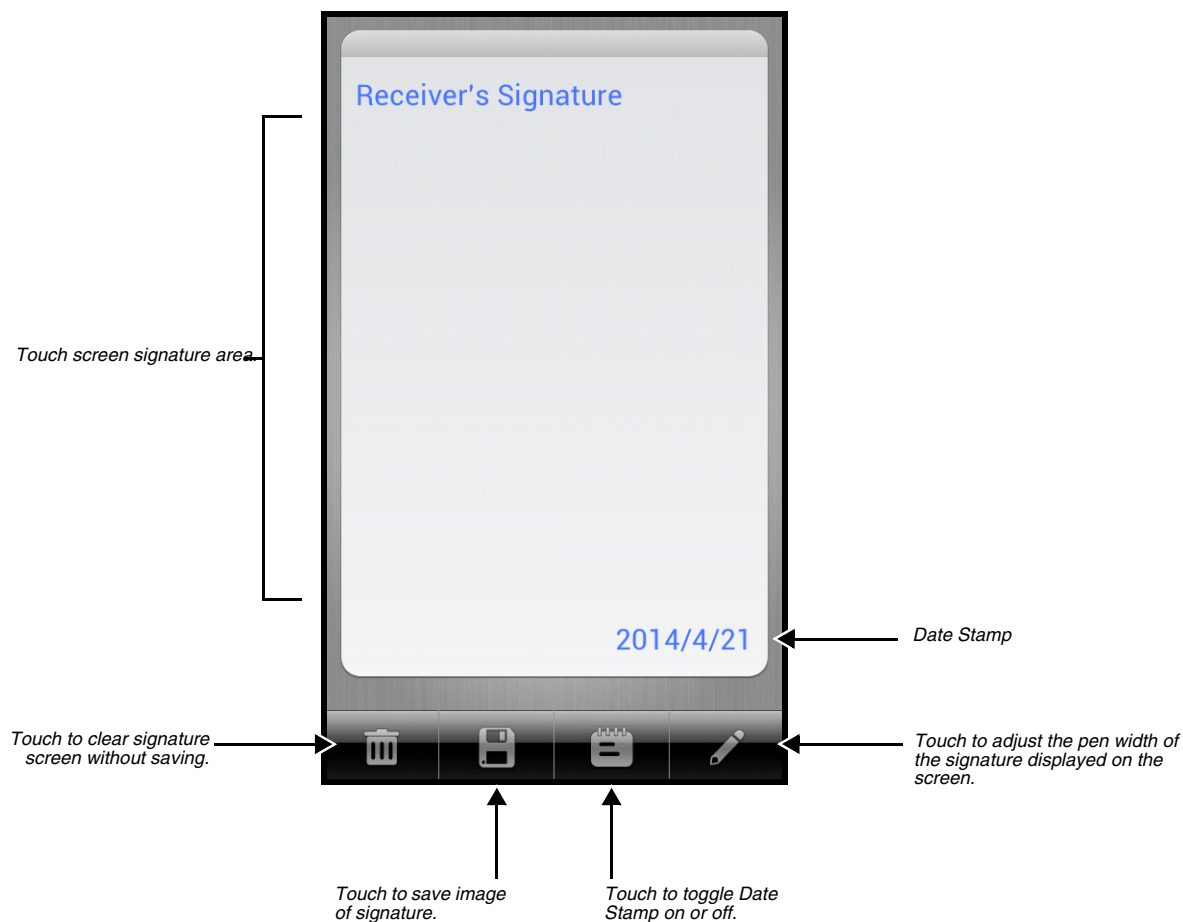 Receiver's Signature
Touch screen signature area.
2014/4/21
Date Stamp
Touch to clear signature
screen without saving.
Touch to adjust the pen width of
the signature displayed on the
screen.
Touch to save image
of signature.
Touch to toggle Date
Stamp on or off.